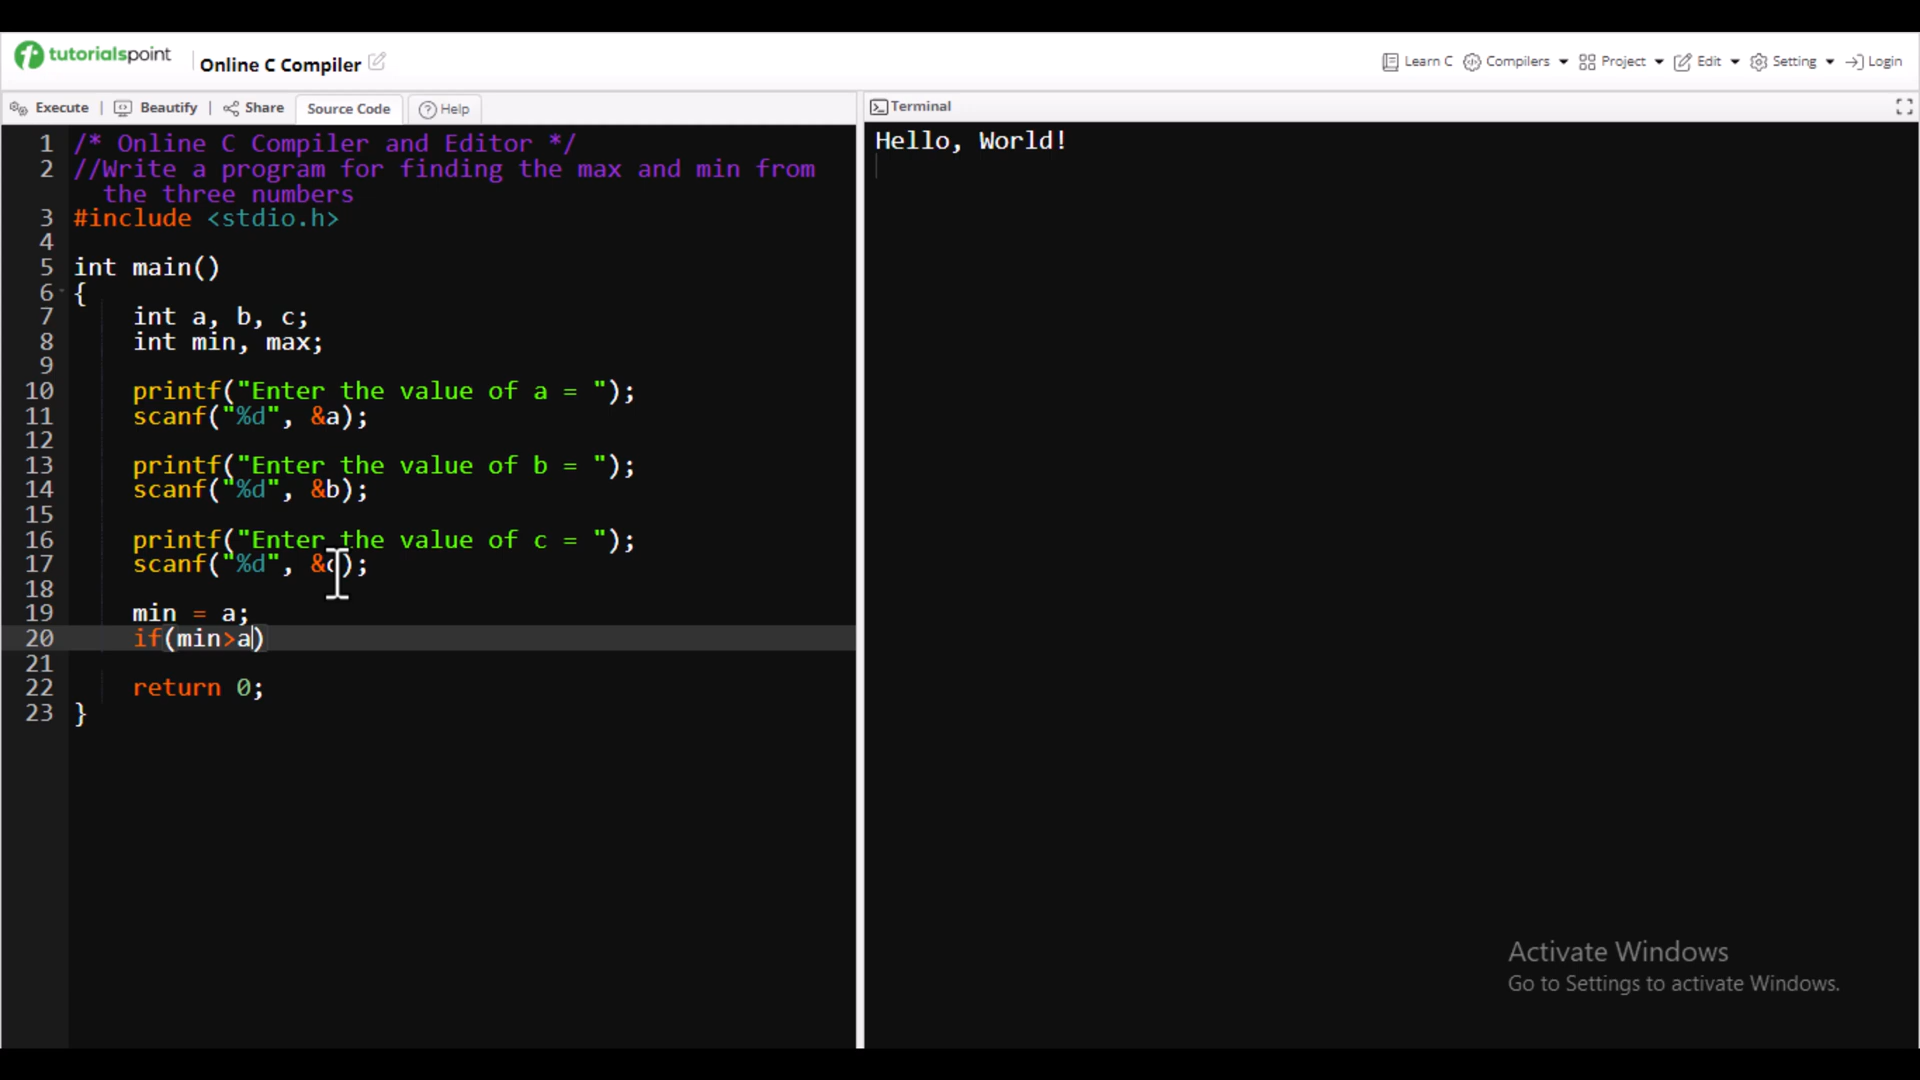 tutorialspoint
Online C Compiler
Learn C Compilers Project Edit Setting Login
Execute | Beautify | Share Source Code Help
Terminal
1 /* Online C Compiler and Editor */
2 //Write a program for finding the max and min from
the three numbers
3 #include <stdio.h>
4
5 int main()
6 {
7 int a, b, c;
8 int min, max;
9
10 printf("Enter the value of a = ");
11 scanf("%d", &a);
12
13 printf("Enter the value of b = ");
14 scanf("%d", &b);
15
16 printf("Enter the value of c = ");
17 scanf("%d", &c);
18
19 min = a;
20 if(min>a)
21
22 return 0;
23 }
Hello, World!
Activate Windows
Go to Settings to activate Windows.